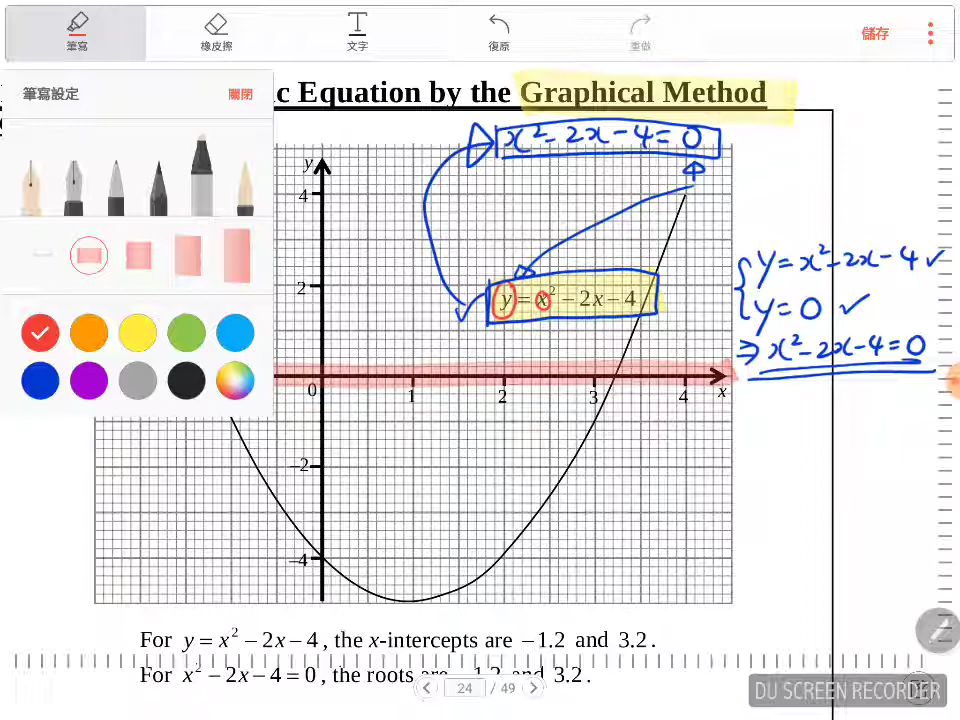 筆寫 橡皮擦 文字 復原 重做 儲存
筆寫設定 關閉
c Equation by the Graphical Method
x² - 2x - 4 = 0
y
4
2
y = x² − 2x − 4
y = x² - 2x - 4 ✓
y = 0 ✓
⇒ x² - 2x - 4 = 0
0 1 2 3 4 x
−2
−4
For y = x² − 2x − 4 , the x-intercepts are −1.2 and 3.2 .
For x² − 2x − 4 = 0 , the roots are −1.2 and 3.2 .
24 / 49
DU SCREEN RECORDER